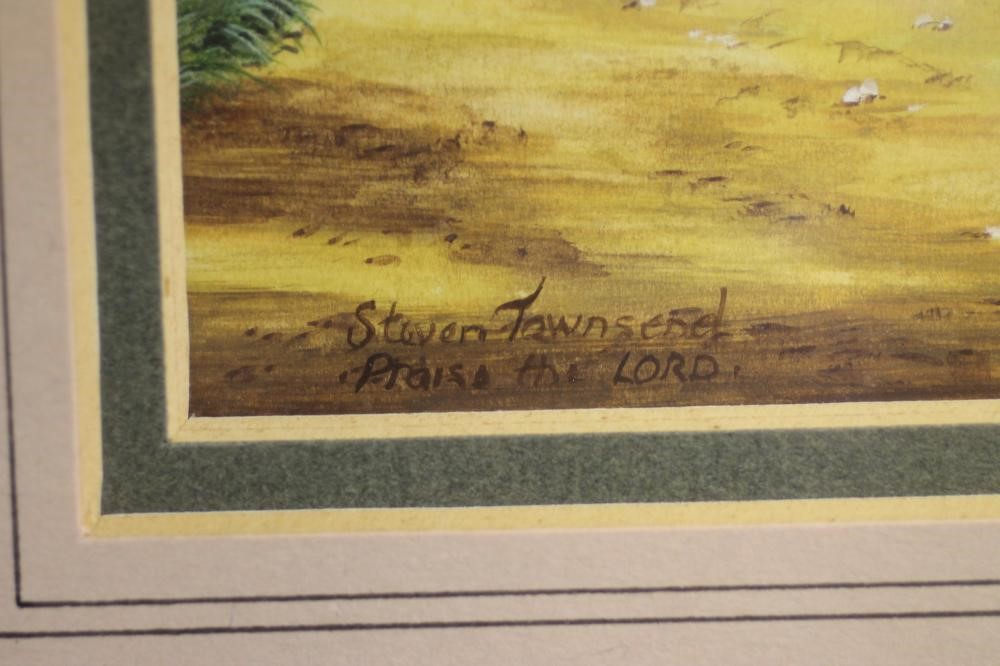 Steven Townsend
.Praise the LORD.